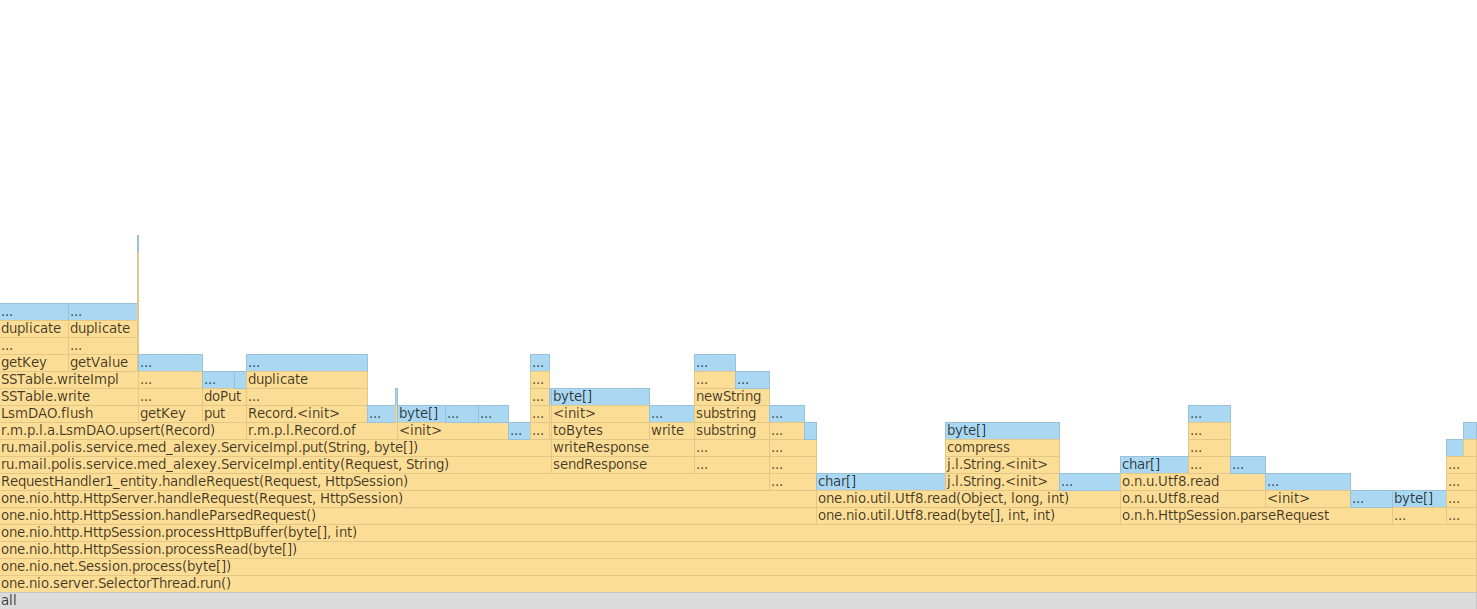 ... ...
duplicate duplicate
... ...
getKey getValue ... ... ... ...
SSTable.writeImpl ... ... duplicate ... ... ...
SSTable.write ... doPut ... ... byte[] newString
LsmDAO.flush getKey put Record.<init> ... byte[] ... ... ... <init> ... substring ... ...
r.m.p.l.a.LsmDAO.upsert(Record) r.m.p.l.Record.of <init> ... ... toBytes write substring ... byte[] ...
ru.mail.polis.service.med_alexey.ServiceImpl.put(String, byte[]) writeResponse ... ... compress ...
ru.mail.polis.service.med_alexey.ServiceImpl.entity(Request, String) sendResponse ... ... j.l.String.<init> char[] ... ... ...
RequestHandler1_entity.handleRequest(Request, HttpSession) ... char[] j.l.String.<init> ... o.n.u.Utf8.read ... ...
one.nio.http.HttpServer.handleRequest(Request, HttpSession) one.nio.util.Utf8.read(Object, long, int) o.n.u.Utf8.read <init> ... byte[] ...
one.nio.http.HttpSession.handleParsedRequest() one.nio.util.Utf8.read(byte[], int, int) o.n.h.HttpSession.parseRequest ... ...
one.nio.http.HttpSession.processHttpBuffer(byte[], int)
one.nio.http.HttpSession.processRead(byte[])
one.nio.net.Session.process(byte[])
one.nio.server.SelectorThread.run()
all